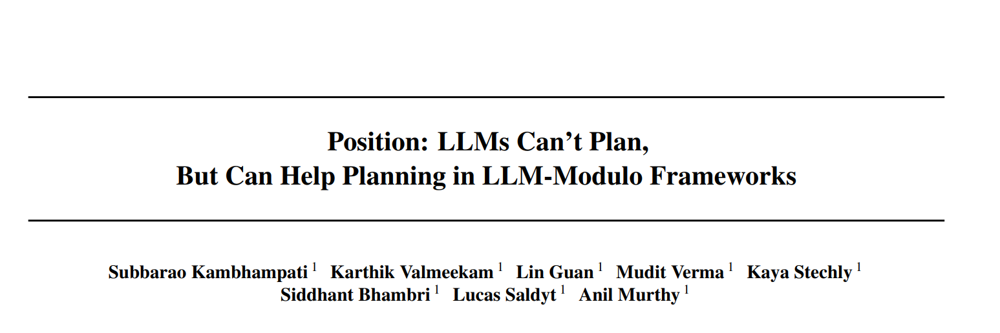 Position: LLMs Can’t Plan,
But Can Help Planning in LLM-Modulo Frameworks
Subbarao Kambhampati 1 Karthik Valmeekam 1 Lin Guan 1 Mudit Verma 1 Kaya Stechly 1
Siddhant Bhambri 1 Lucas Saldyt 1 Anil Murthy 1